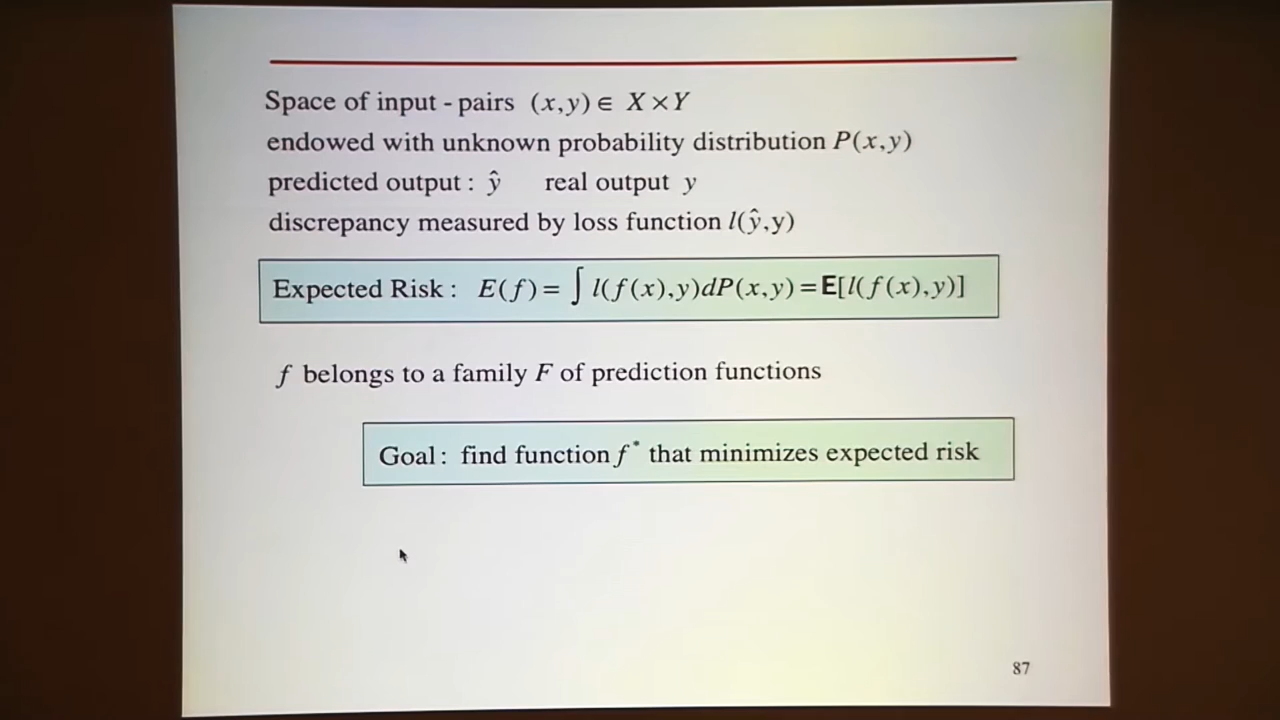 Space of input - pairs (x,y) ∈ X×Y
endowed with unknown probability distribution P(x,y)
predicted output : ŷ real output y
discrepancy measured by loss function l(ŷ,y)
Expected Risk : E(f) = ∫ l(f(x),y)dP(x,y) = E[l(f(x),y)]
f belongs to a family F of prediction functions
Goal : find function f* that minimizes expected risk
87